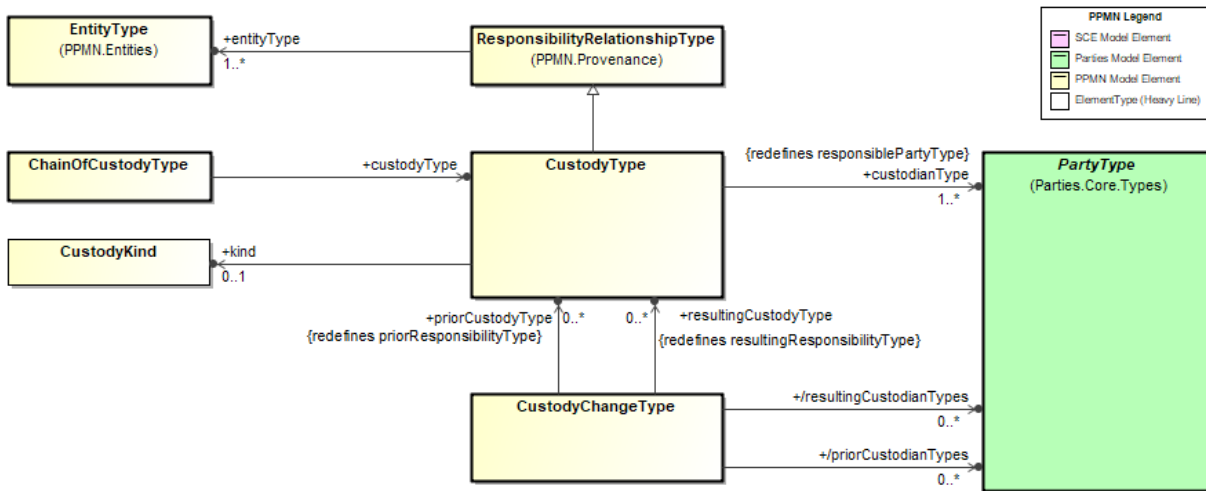 EntityType
(PPMN.Entities)
+entityType
1..*
ResponsibilityRelationshipType
(PPMN.Provenance)
PPMN Legend
SCE Model Element
Parties Model Element
PPMN Model Element
ElementType (Heavy Line)
ChainOfCustodyType
+custodyType
CustodyType
{redefines responsiblePartyType}
+custodianType
1..*
PartyType
(Parties.Core.Types)
CustodyKind
+kind
0..1
+priorCustodyType
0..*
{redefines priorResponsibilityType}
0..*
+resultingCustodyType
{redefines resultingResponsibilityType}
CustodyChangeType
+/resultingCustodianTypes
0..*
+/priorCustodianTypes
0..*